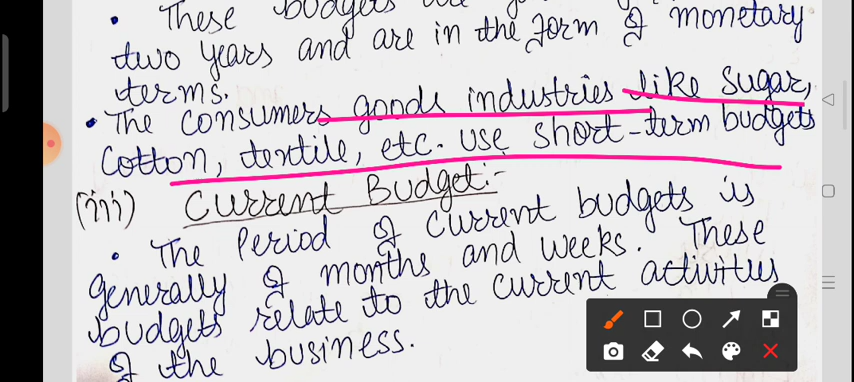 • These budgets are
two years and are in the form of monetary
terms.
• The consumers goods industries like sugar,
cotton, textile, etc. use short-term budgets
(iii) Current Budget:-
• The Period of current budgets is
generally of months and weeks. These
budgets relate to the current activities
of the business.